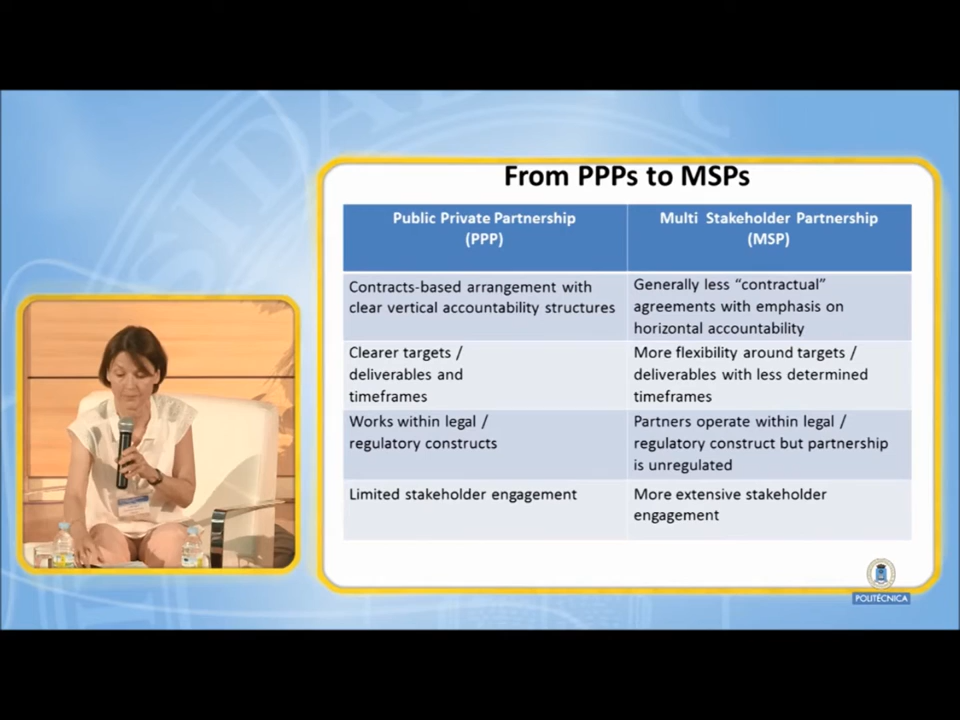 From PPPs to MSPs
Public Private Partnership
(PPP)
Multi Stakeholder Partnership
(MSP)
Contracts-based arrangement with
clear vertical accountability structures
Generally less “contractual”
agreements with emphasis on
horizontal accountability
Clearer targets /
deliverables and
timeframes
More flexibility around targets /
deliverables with less determined
timeframes
Works within legal /
regulatory constructs
Partners operate within legal /
regulatory construct but partnership
is unregulated
Limited stakeholder engagement
More extensive stakeholder
engagement
POLITÉCNICA